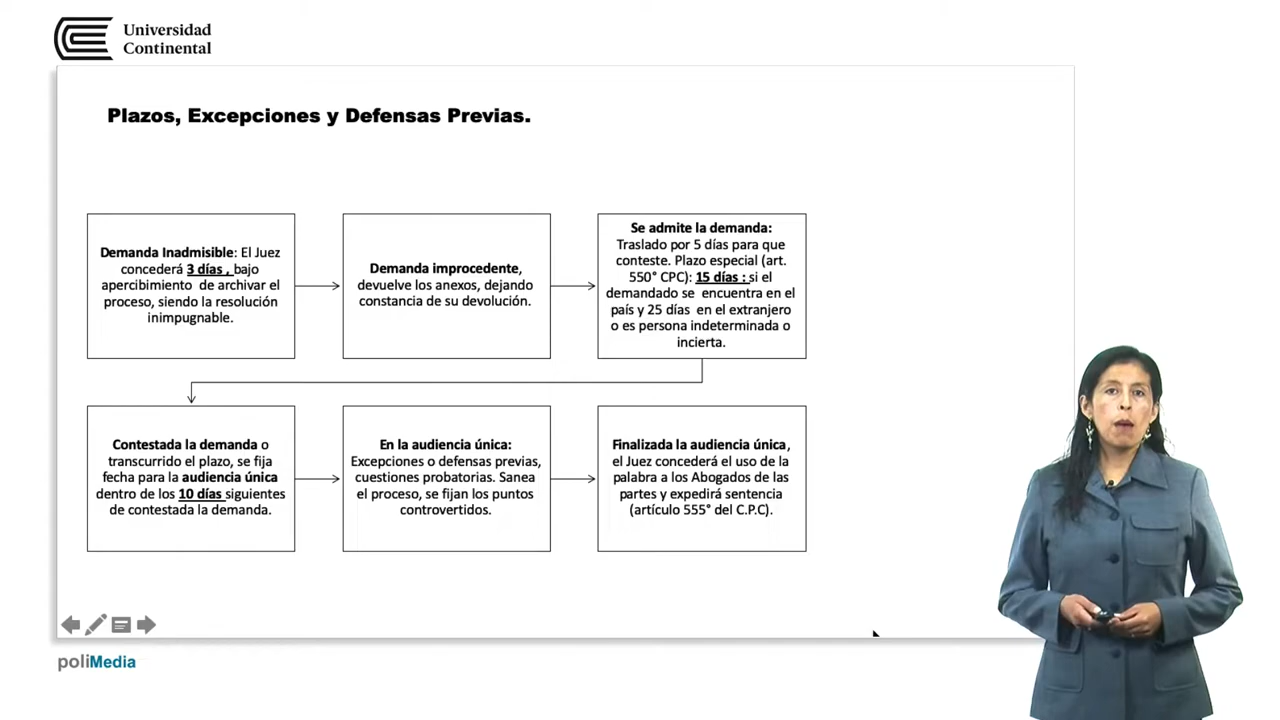 Universidad
Continental
Plazos, Excepciones y Defensas Previas.
Demanda Inadmisible: El Juez
concederá 3 días , bajo
apercibimiento de archivar el
proceso, siendo la resolución
inimpugnable.
Demanda improcedente,
devuelve los anexos, dejando
constancia de su devolución.
Se admite la demanda:
Traslado por 5 días para que
conteste. Plazo especial (art.
550° CPC): 15 días : si el
demandado se encuentra en el
país y 25 días en el extranjero
o es persona indeterminada o
incierta.
Contestada la demanda o
transcurrido el plazo, se fija
fecha para la audiencia única
dentro de los 10 días siguientes
de contestada la demanda.
En la audiencia única:
Excepciones o defensas previas,
cuestiones probatorias. Sanea
el proceso, se fijan los puntos
controvertidos.
Finalizada la audiencia única,
el Juez concederá el uso de la
palabra a los Abogados de las
partes y expedirá sentencia
(artículo 555° del C.P.C).
poliMedia